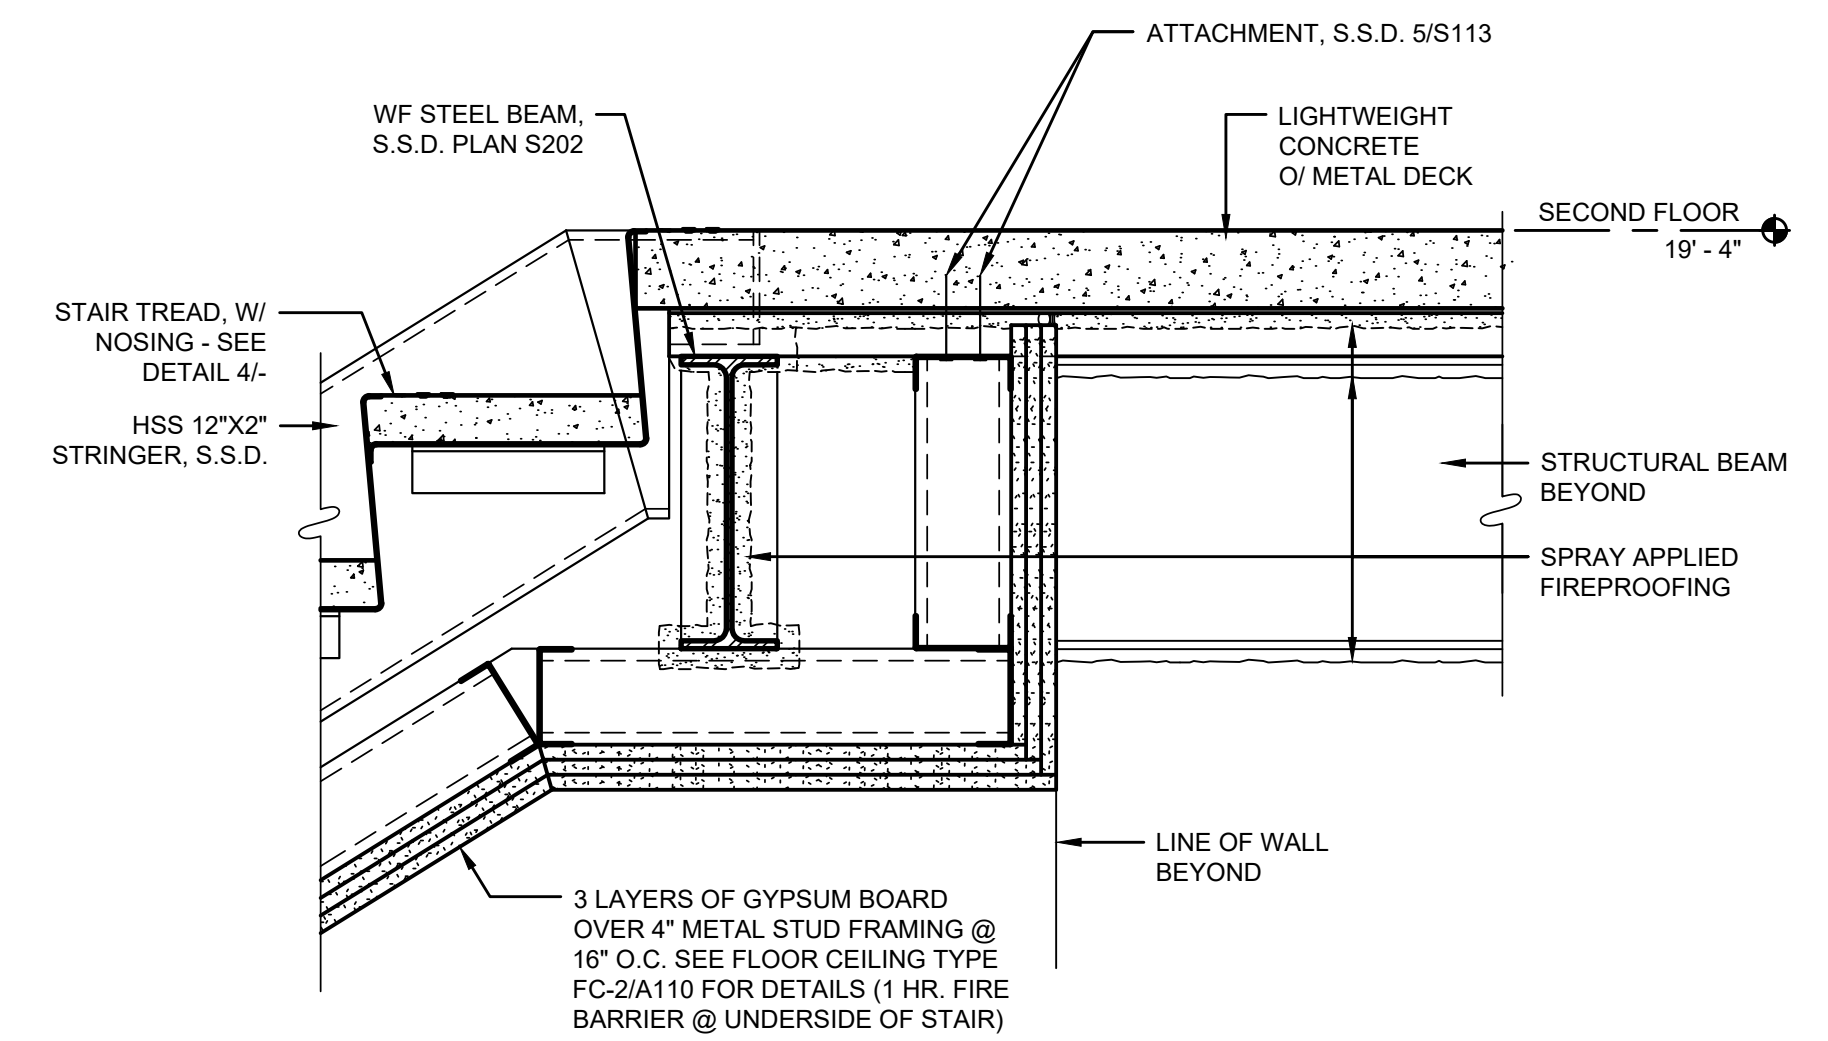 ATTACHMENT, S.S.D. 5/S113
WF STEEL BEAM,
S.S.D. PLAN S202
LIGHTWEIGHT
CONCRETE
O/ METAL DECK
SECOND FLOOR
19' - 4"
STAIR TREAD, W/
NOSING - SEE
DETAIL 4/-
HSS 12"X2"
STRINGER, S.S.D.
STRUCTURAL BEAM
BEYOND
SPRAY APPLIED
FIREPROOFING
LINE OF WALL
BEYOND
3 LAYERS OF GYPSUM BOARD
OVER 4" METAL STUD FRAMING @
16" O.C. SEE FLOOR CEILING TYPE
FC-2/A110 FOR DETAILS (1 HR. FIRE
BARRIER @ UNDERSIDE OF STAIR)